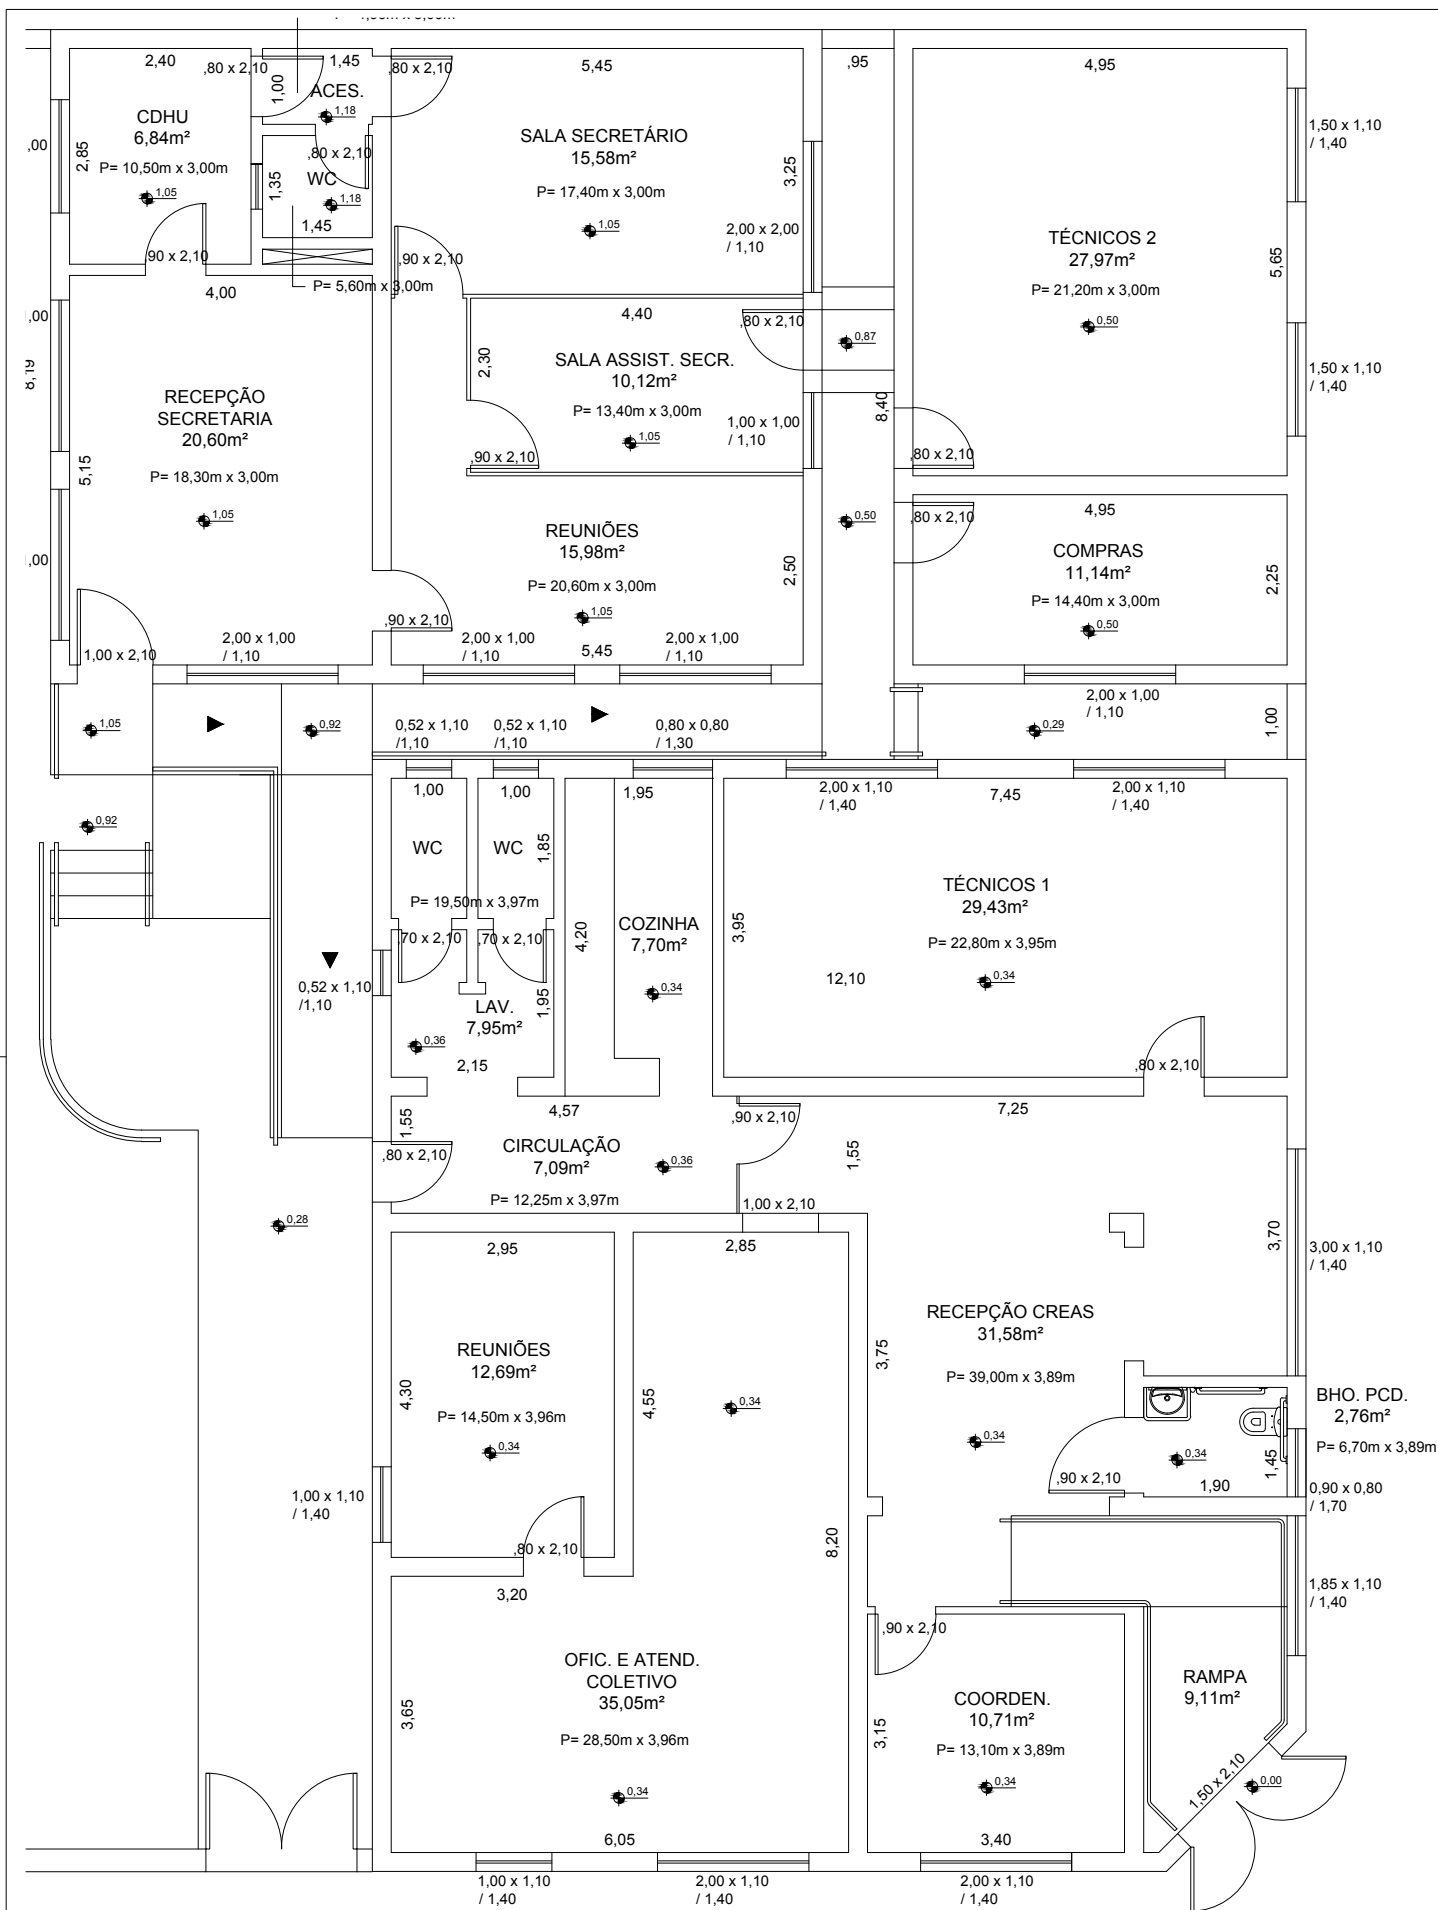 2,40
,80 x 2,10
1,45
,80 x 2,10
5,45
,95
4,95
1,00
ACES.
1,18
CDHU
6,84m²
P= 10,50m x 3,00m
1,05
2,85
,00
,80 x 2,10
WC
1,35
1,18
1,45
,90 x 2,10
SALA SECRETÁRIO
15,58m²
P= 17,40m x 3,00m
1,05
3,25
2,00 x 2,00
/ 1,10
,90 x 2,10
1,50 x 1,10
/ 1,40
TÉCNICOS 2
27,97m²
P= 21,20m x 3,00m
0,50
5,65
1,50 x 1,10
/ 1,40
4,00
P= 5,60m x 3,00m
4,40
,80 x 2,10
2,30
SALA ASSIST. SECR.
10,12m²
P= 13,40m x 3,00m
1,05
1,00 x 1,00
/ 1,10
,90 x 2,10
0,87
8,40
,80 x 2,10
1,00
8,19
RECEPÇÃO
SECRETARIA
20,60m²
P= 18,30m x 3,00m
1,05
5,15
1,00
REUNIÕES
15,98m²
P= 20,60m x 3,00m
1,05
2,50
0,50
,80 x 2,10
4,95
COMPRAS
11,14m²
P= 14,40m x 3,00m
0,50
2,25
,90 x 2,10
1,00 x 2,10
2,00 x 1,00
/ 1,10
2,00 x 1,00
/ 1,10
5,45
2,00 x 1,00
/ 1,10
2,00 x 1,00
/ 1,10
1,05
0,92
0,52 x 1,10
/1,10
0,52 x 1,10
/1,10
0,80 x 0,80
/ 1,30
0,29
1,00
0,92
1,00
1,00
1,95
2,00 x 1,10
/ 1,40
7,45
2,00 x 1,10
/ 1,40
WC
WC
1,85
P= 19,50m x 3,97m
,70 x 2,10
,70 x 2,10
4,20
COZINHA
7,70m²
0,34
3,95
TÉCNICOS 1
29,43m²
P= 22,80m x 3,95m
12,10
0,34
0,52 x 1,10
/1,10
LAV.
7,95m²
1,95
0,36
2,15
,80 x 2,10
4,57
1,55
,80 x 2,10
CIRCULAÇÃO
7,09m²
0,36
P= 12,25m x 3,97m
,90 x 2,10
7,25
1,55
1,00 x 2,10
0,28
2,95
2,85
3,70
3,00 x 1,10
/ 1,40
REUNIÕES
12,69m²
P= 14,50m x 3,96m
0,34
4,30
4,55
0,34
3,75
RECEPÇÃO CREAS
31,58m²
P= 39,00m x 3,89m
0,34
BHO. PCD.
2,76m²
P= 6,70m x 3,89m
0,34
1,45
1,90
,90 x 2,10
0,90 x 0,80
/ 1,70
1,00 x 1,10
/ 1,40
,80 x 2,10
8,20
3,20
1,85 x 1,10
/ 1,40
,90 x 2,10
OFIC. E ATEND.
COLETIVO
35,05m²
P= 28,50m x 3,96m
0,34
3,65
6,05
3,15
COORDEN.
10,71m²
P= 13,10m x 3,89m
0,34
3,40
RAMPA
9,11m²
1,50 x 2,10
0,00
1,00 x 1,10
/ 1,40
2,00 x 1,10
/ 1,40
2,00 x 1,10
/ 1,40